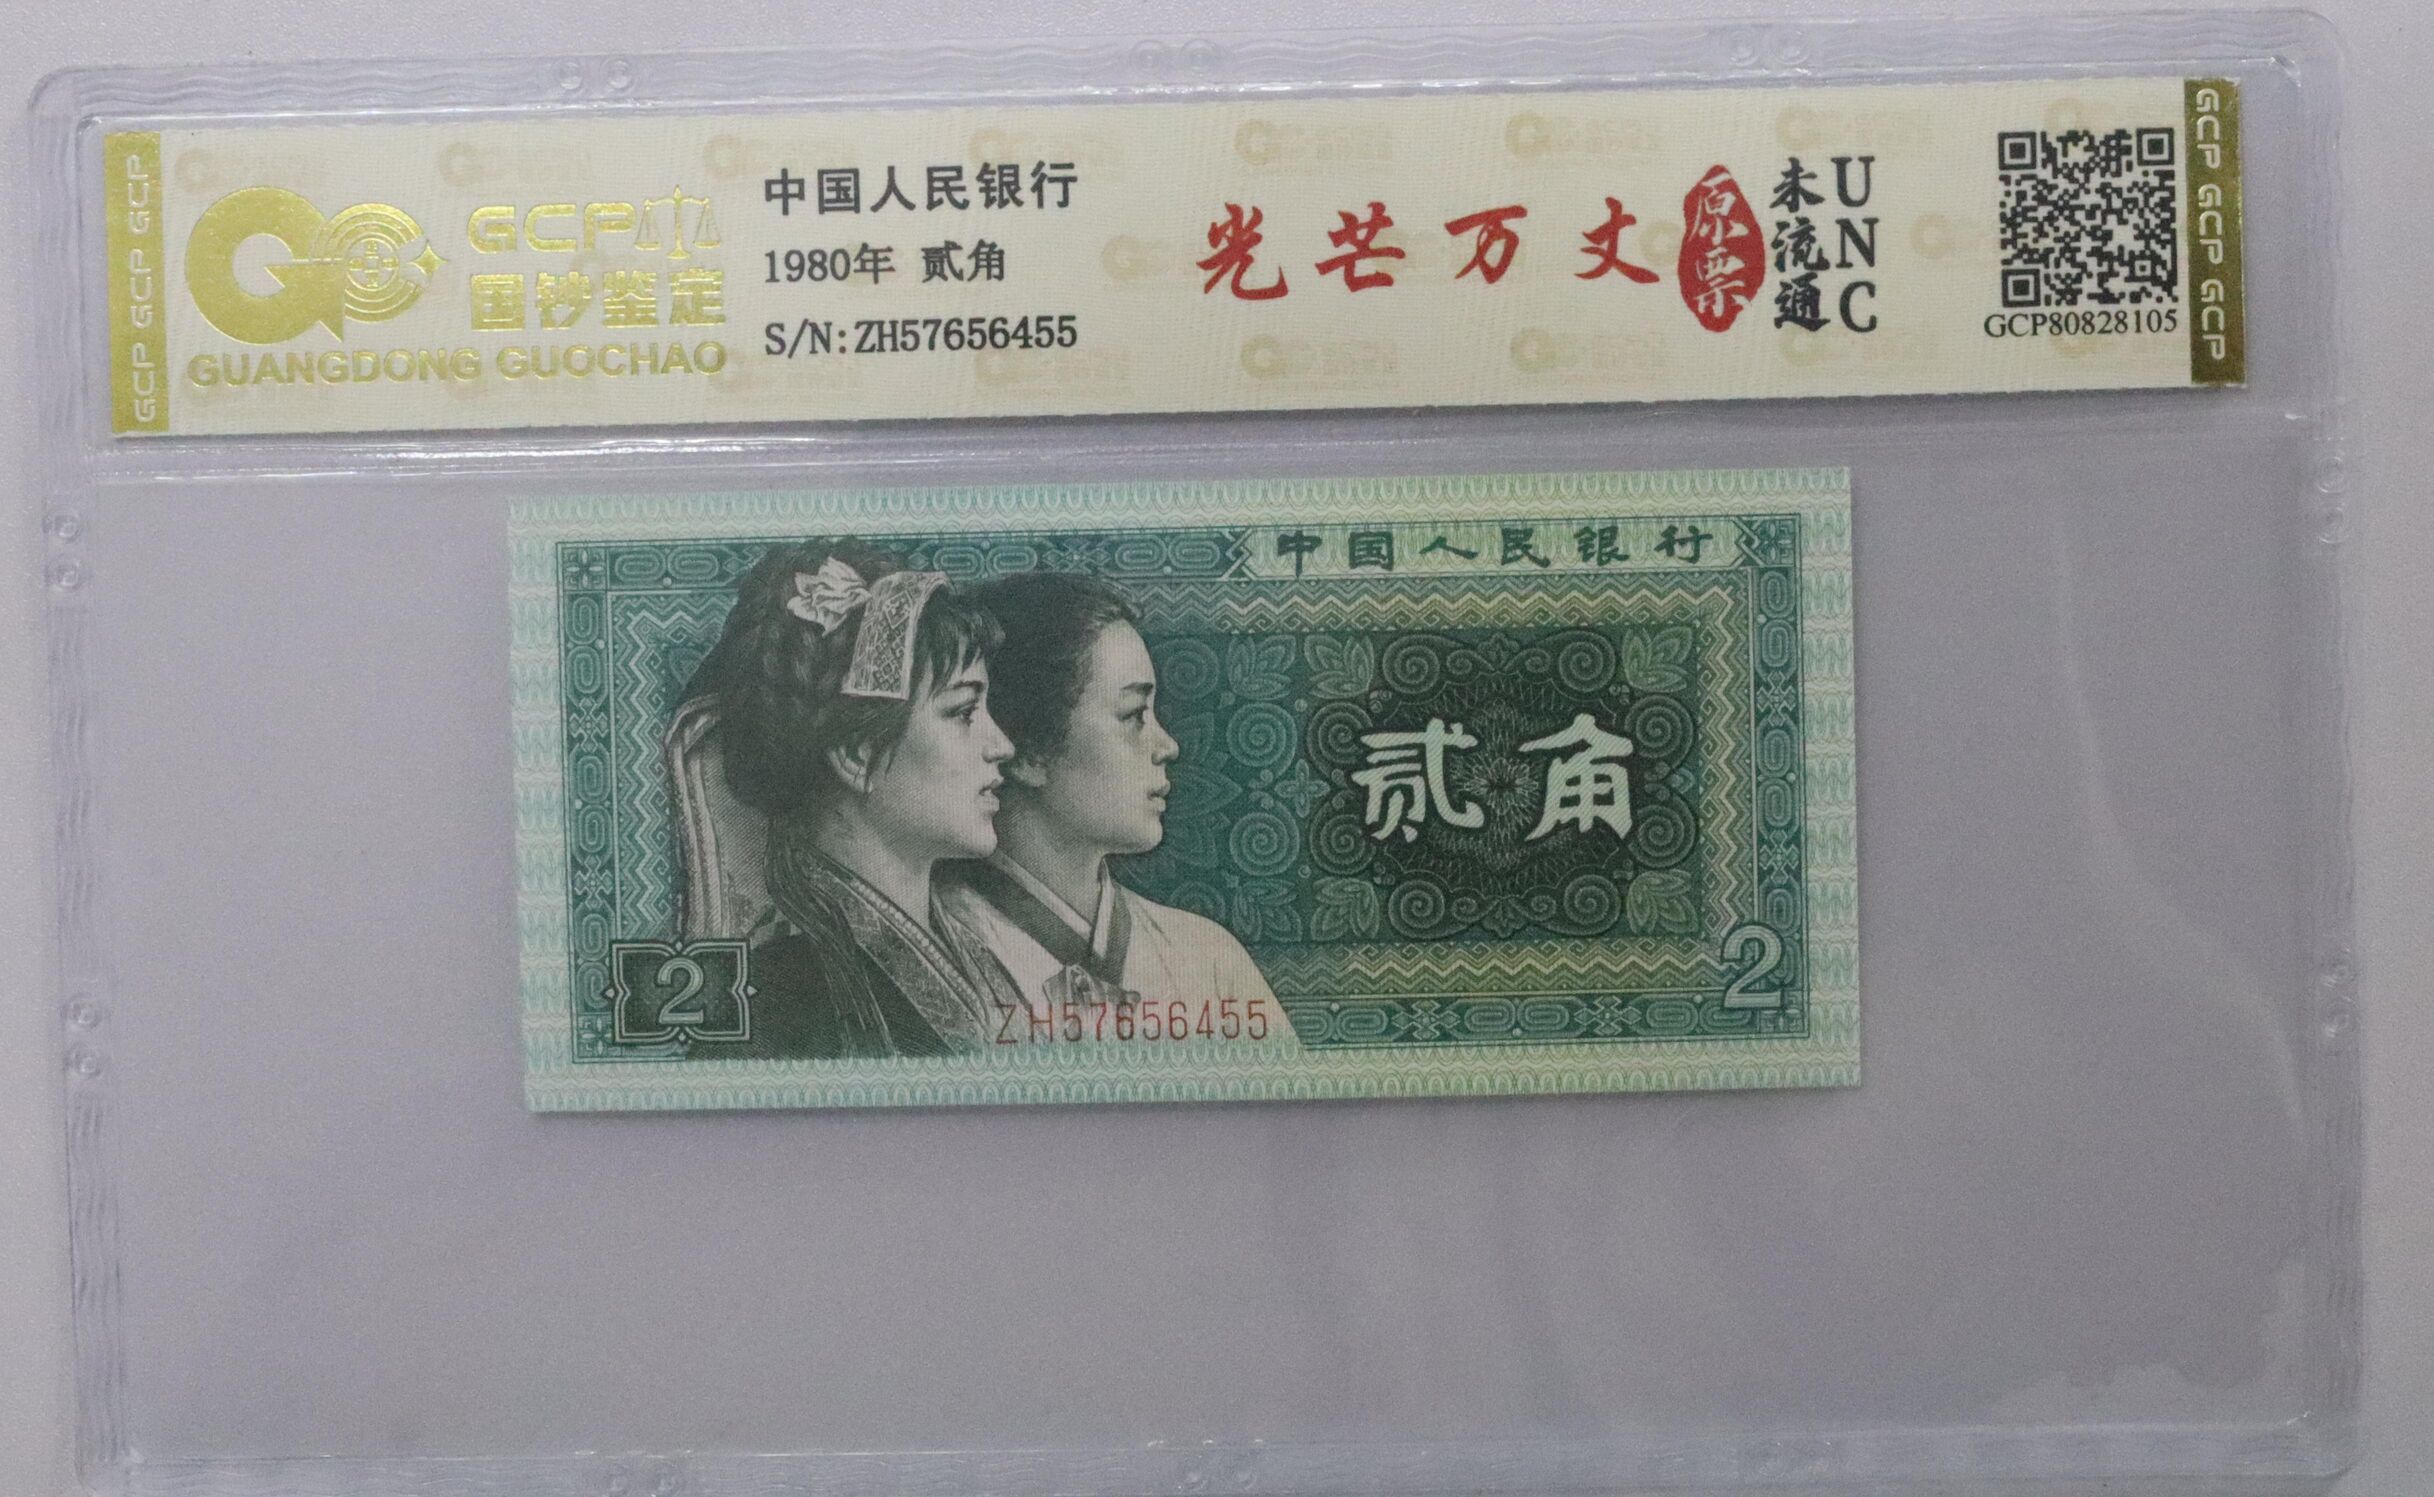 GCP GCP GCP
GCP
国钞鉴定
GUANGDONG GUOCHAO
中国人民银行
1980年 贰角
S/N:ZH57656455
光芒万丈
原票
未流通
UNC
GCP80828105
GCP GCP GCP
中国人民银行
贰角
2
2
ZH57656455